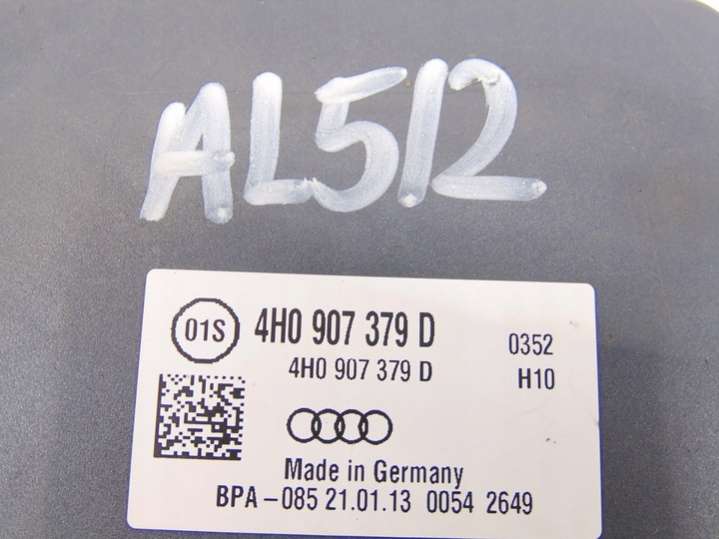 AL512
01S 4H0 907 379 D 0352
4H0 907 379 D H10
Made in Germany
BPA-085 21.01.13 0054 2649